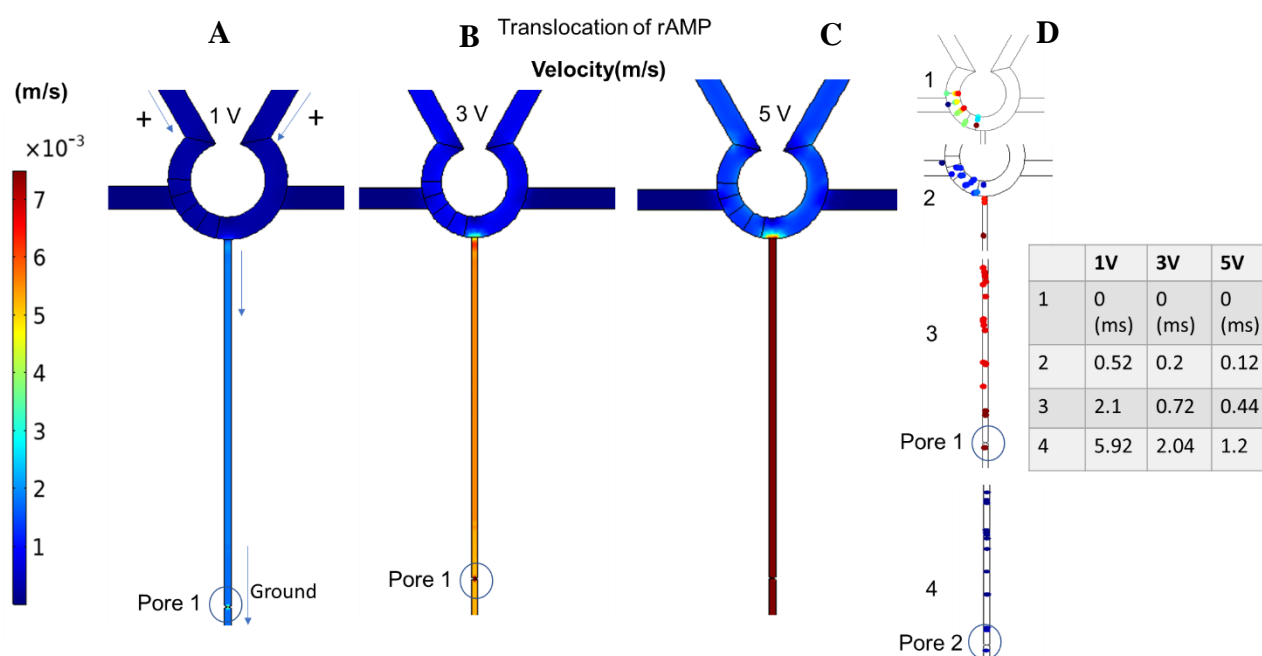 A
B
Translocation of rAMP
C
D
Velocity(m/s)
(m/s)
×10⁻³
7
6
5
4
3
2
1
+
1 V
+
3 V
5 V
Ground
Pore 1
Pore 1
1
2
3
Pore 1
4
Pore 2
1V 3V 5V
1 0 (ms) 0 (ms) 0 (ms)
2 0.52 0.2 0.12
3 2.1 0.72 0.44
4 5.92 2.04 1.2